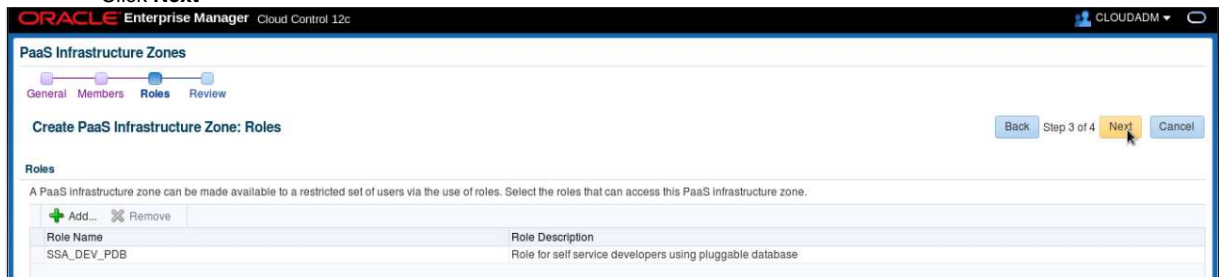 Click Next
ORACLE Enterprise Manager Cloud Control 12c CLOUDADM
PaaS Infrastructure Zones
General Members Roles Review
Create PaaS Infrastructure Zone: Roles Back Step 3 of 4 Next Cancel
Roles
A PaaS infrastructure zone can be made available to a restricted set of users via the use of roles. Select the roles that can access this PaaS infrastructure zone.
Add... Remove
Role Name Role Description
SSA_DEV_PDB Role for self service developers using pluggable database